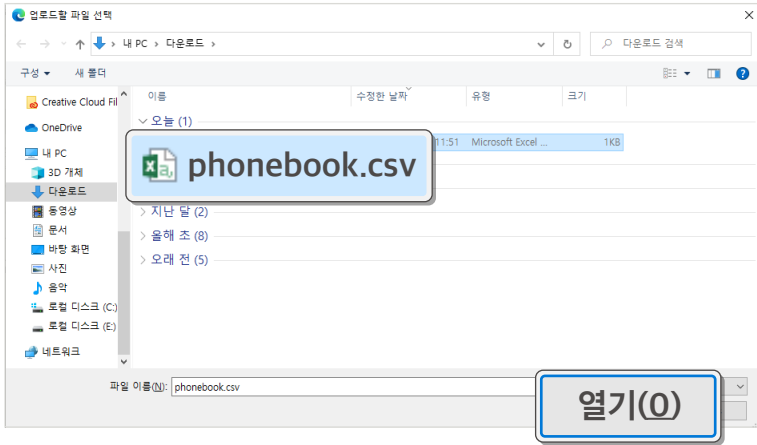 업로드할 파일 선택
내 PC > 다운로드 >
다운로드 검색
구성 새 폴더
이름 수정한 날짜 유형 크기
Creative Cloud Fil
OneDrive
내 PC
3D 개체
다운로드
동영상
문서
바탕 화면
사진
음악
로컬 디스크 (C:)
로컬 디스크 (E:)
네트워크
오늘 (1)
11:51 Microsoft Excel ... 1KB
phonebook.csv
지난 달 (2)
올해 초 (8)
오래 전 (5)
파일 이름(N): phonebook.csv
열기(O)